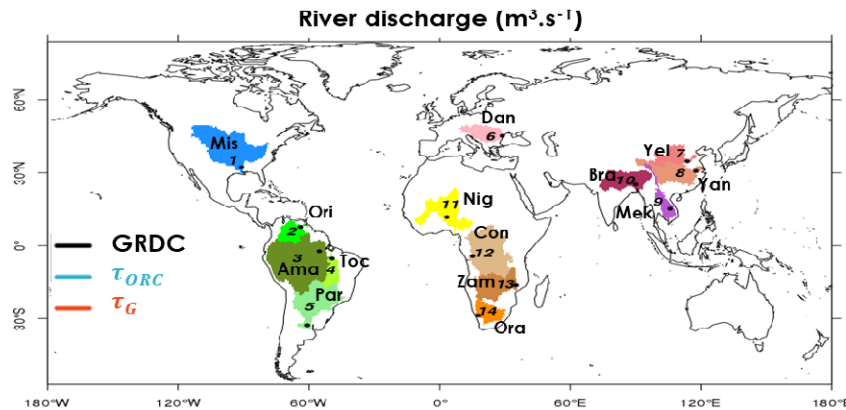 River discharge (m³.s⁻¹)
60°N
30°N
0°
30°S
120°W
60°W
0°
60°E
120°E
180°E
Mis
1
Ori
2
3
Ama
Toc
4
Par
5
Dan
6
Yel 7
8
Yan
Bra 10
Mek
9
Nig
11
Con
12
Zam 13
14
Ora
GRDC
τ_ORC
τ_G